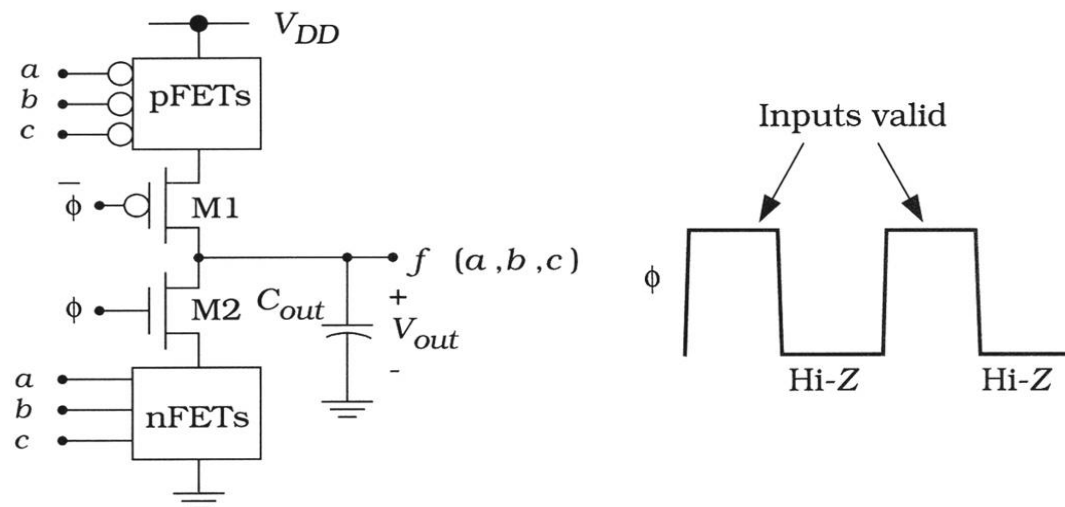 V_DD
a
b
c
pFETs
ϕ̅
M1
f (a,b,c)
ϕ
M2
C_out
+
V_out
-
a
b
c
nFETs
Inputs valid
ϕ
Hi-Z
Hi-Z